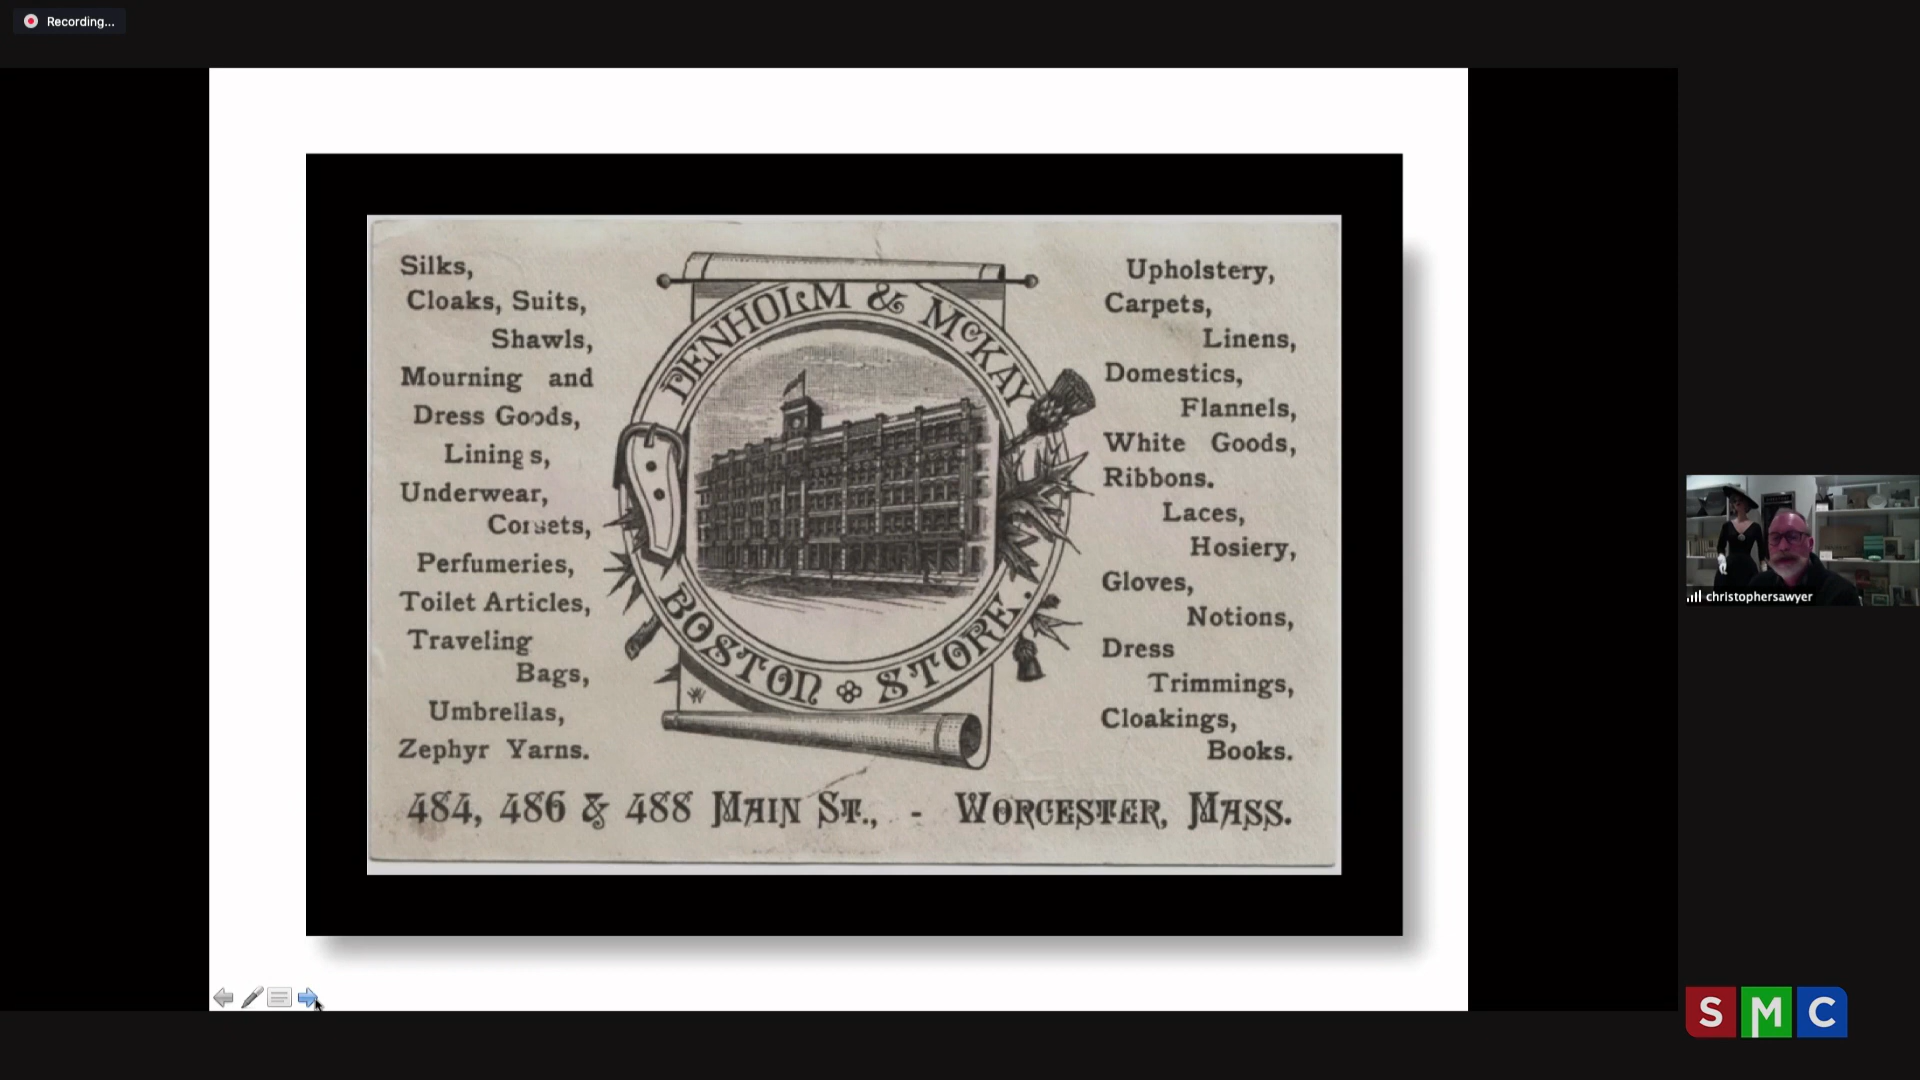 Recording...
Silks,
Cloaks, Suits,
Shawls,
Mourning and
Dress Goods,
Linings,
Underwear,
Corsets,
Perfumeries,
Toilet Articles,
Traveling
Bags,
Umbrellas,
Zephyr Yarns.
DENHOLM & McKAY
BOSTON STORE.
Upholstery,
Carpets,
Linens,
Domestics,
Flannels,
White Goods,
Ribbons.
Laces,
Hosiery,
Gloves,
Notions,
Dress
Trimmings,
Cloakings,
Books.
484, 486 & 488 MAIN ST., - WORCESTER, MASS.
christophersawyer
SMC